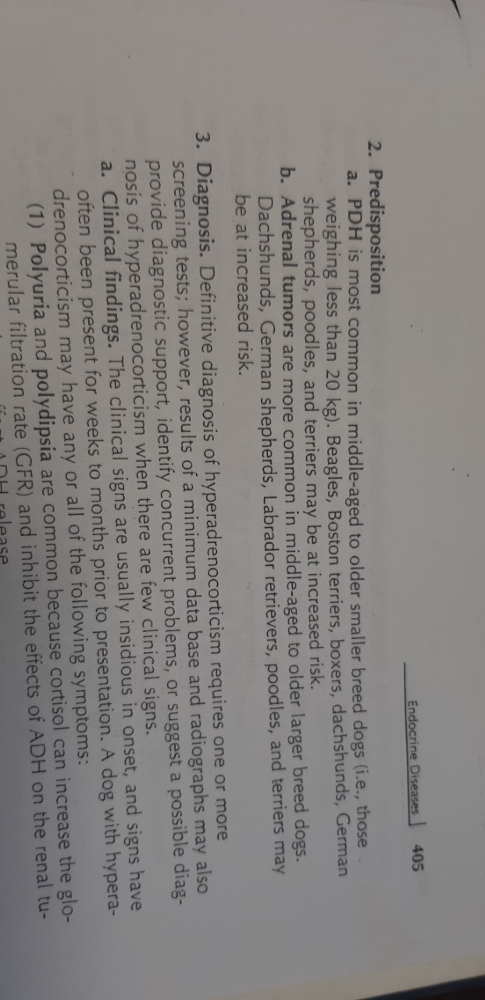 Endocrine Diseases 405
2. Predisposition
a. PDH is most common in middle-aged to older smaller breed dogs (i.e., those
weighing less than 20 kg). Beagles, Boston terriers, boxers, dachshunds, German
shepherds, poodles, and terriers may be at increased risk.
b. Adrenal tumors are more common in middle-aged to older larger breed dogs.
Dachshunds, German shepherds, Labrador retrievers, poodles, and terriers may
be at increased risk.
3. Diagnosis. Definitive diagnosis of hyperadrenocorticism requires one or more
screening tests; however, results of a minimum data base and radiographs may also
provide diagnostic support, identify concurrent problems, or suggest a possible diag-
nosis of hyperadrenocorticism when there are few clinical signs.
a. Clinical findings. The clinical signs are usually insidious in onset, and signs have
often been present for weeks to months prior to presentation. A dog with hypera-
drenocorticism may have any or all of the following symptoms:
(1) Polyuria and polydipsia are common because cortisol can increase the glo-
merular filtration rate (GFR) and inhibit the effects of ADH on the renal tu-
ADH release